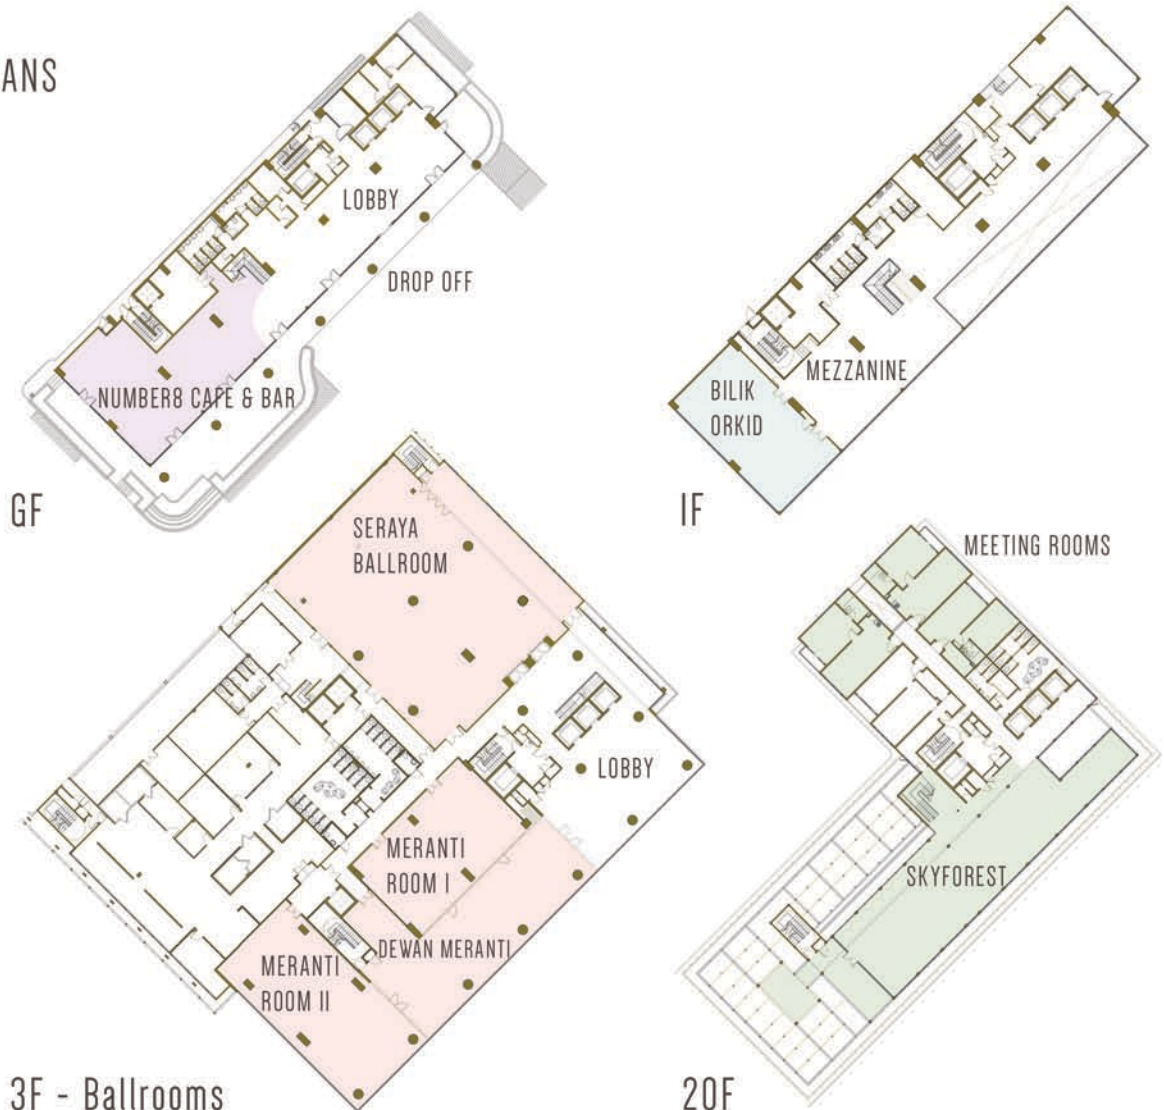 ANS
LOBBY
DROP OFF
NUMBER8 CAFE & BAR
GF
MEZZANINE
BILIK
ORKID
1F
SERAYA
BALLROOM
LOBBY
MERANTI
ROOM I
DEWAN MERANTI
MERANTI
ROOM II
3F - Ballrooms
MEETING ROOMS
SKYFOREST
20F